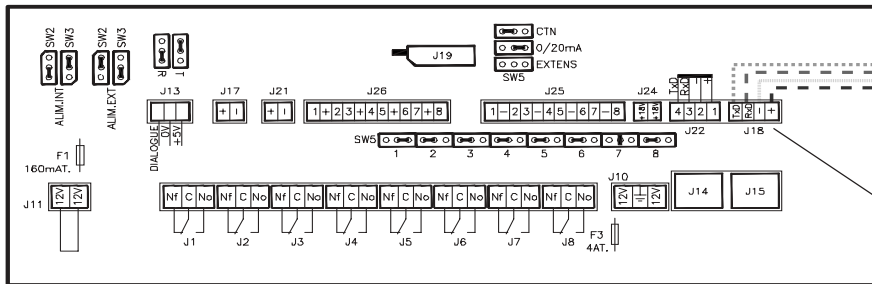 SW2 SW3 SW2 SW3
ALIM.INT ALIM.EXT
R T
J19
CTN
0/20mA
EXTENS
SW5
J13 J17 J21 J26 J25 J24 J22 J18
+ − + − 1+2 3+4 5+6 7+8 1−2 3−4 5−6 7−8 +18V +18V 4 3 2 1 TxD RxD − +
TxD RxD − +
DIALOGUE 0V +5V
SW5 1 2 3 4 5 6 7 8
F1
160mAT.
J11 12V 12V
Nf C No Nf C No Nf C No Nf C No Nf C No Nf C No Nf C No Nf C No
J1 J2 J3 J4 J5 J6 J7 J8
J10
12V 12V
J14 J15
F3
4AT.